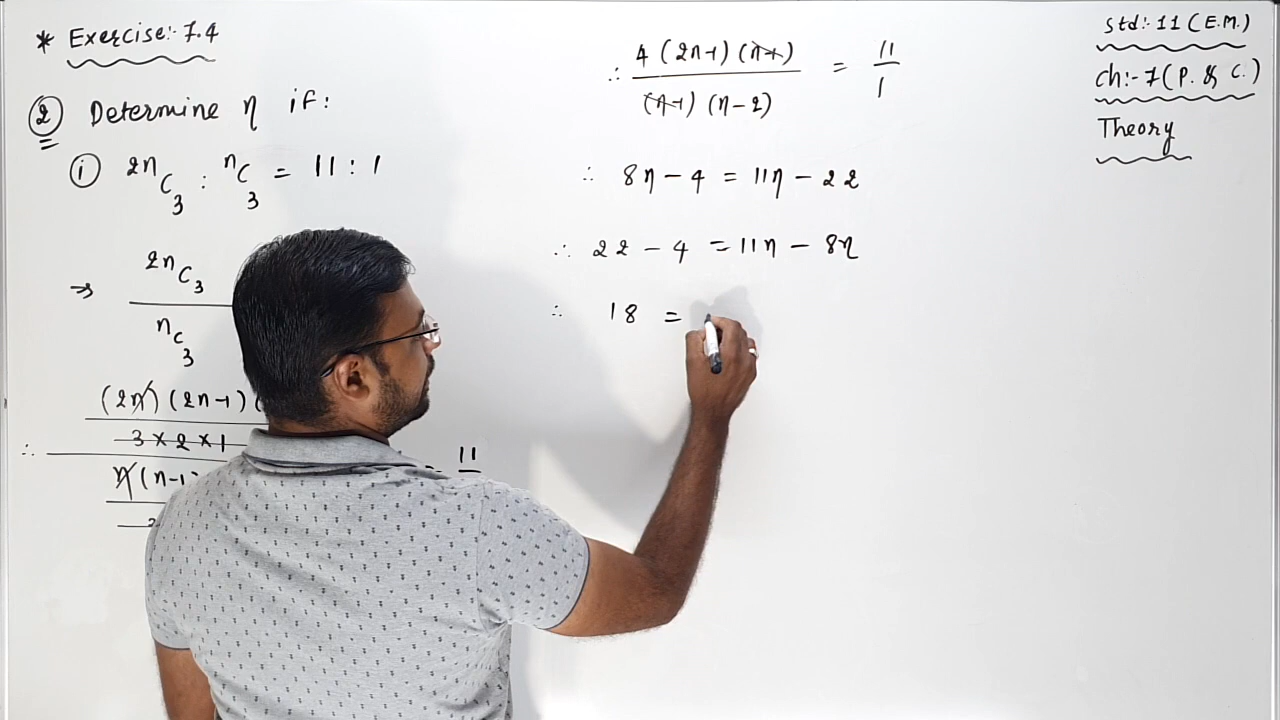 * Exercise:- 7.4
② Determine n if:
① 2nC3 : nC3 = 11 : 1
⇒ 2nC3
nC3
(2n) (2n-1) (
3 × 2 × 1
∴ = 11
n (n-1)
∴ 4 (2n-1) (n-1) = 11
(n-1) (n-2) 1
∴ 8n - 4 = 11n - 22
∴ 22 - 4 = 11n - 8n
∴ 18 =
Std:- 11 (E.M.)
Ch:- 7 (P. & C.)
Theory